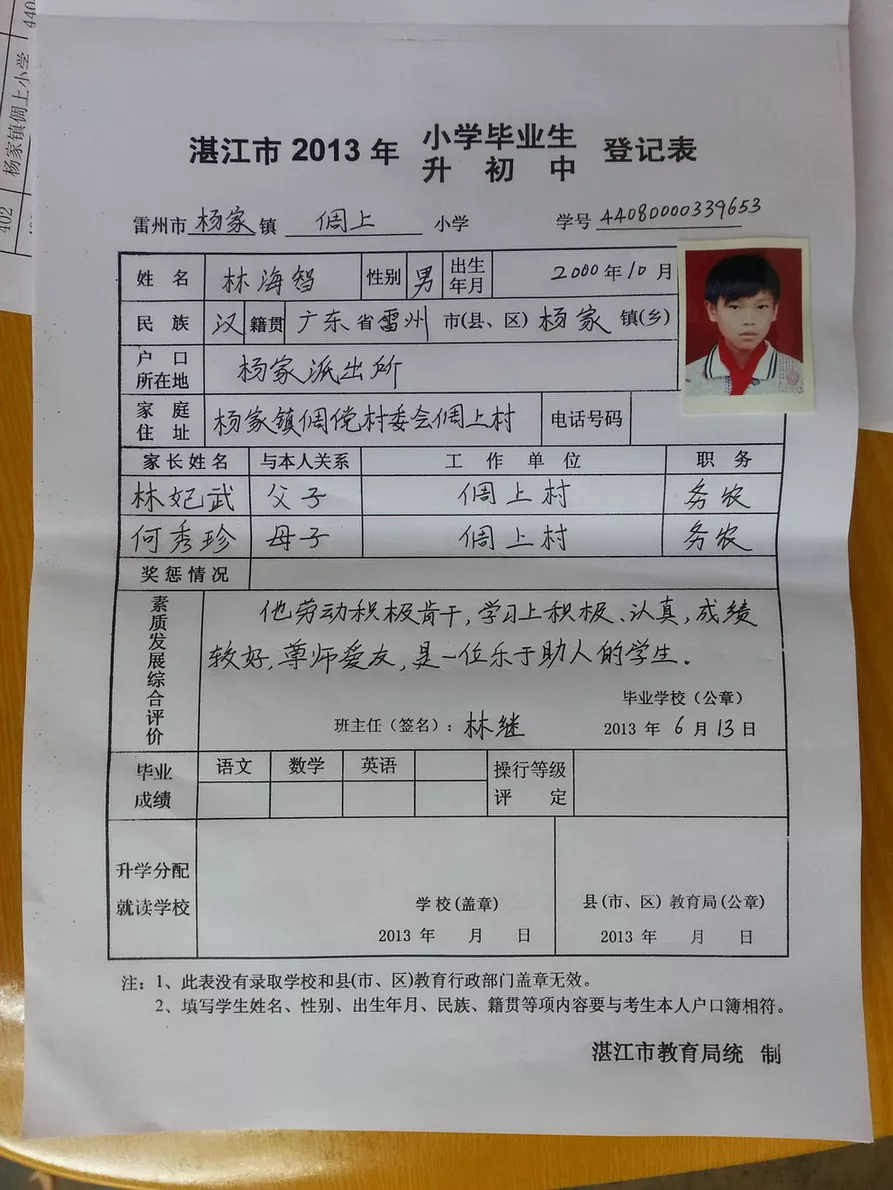 杨家镇倜上小学
402
湛江市 2013 年 小学毕业生 登记表
升 初 中
雷州市 杨家 镇 倜上 小学 学号 44080000339653
姓 名 林海智 性别 男 出生年月 2000 年 10 月
民 族 汉 籍贯 广东 省 雷州 市(县、区) 杨家 镇(乡)
户 口 所在地 杨家派出所
家 庭 住 址 杨家镇倜傥村委会倜上村 电话号码
家长姓名 与本人关系 工 作 单 位 职 务
林妃武 父子 倜上村 务农
何秀珍 母子 倜上村 务农
奖惩情况
素质发展综合评价
他劳动积极肯干,学习上积极、认真,成绩
较好,尊师爱友,是一位乐于助人的学生.
毕业学校（公章）
班主任（签名）: 林继 2013 年 6 月 13 日
毕业成绩 语文 数学 英语 操行等级评 定
升学分配
就读学校
学校(盖章) 县(市、区) 教育局(公章)
2013 年 月 日 2013 年 月 日
注: 1、此表没有录取学校和县(市、区)教育行政部门盖章无效。
2、填写学生姓名、性别、出生年月、民族、籍贯等项内容要与考生本人户口簿相符。
湛江市教育局统 制